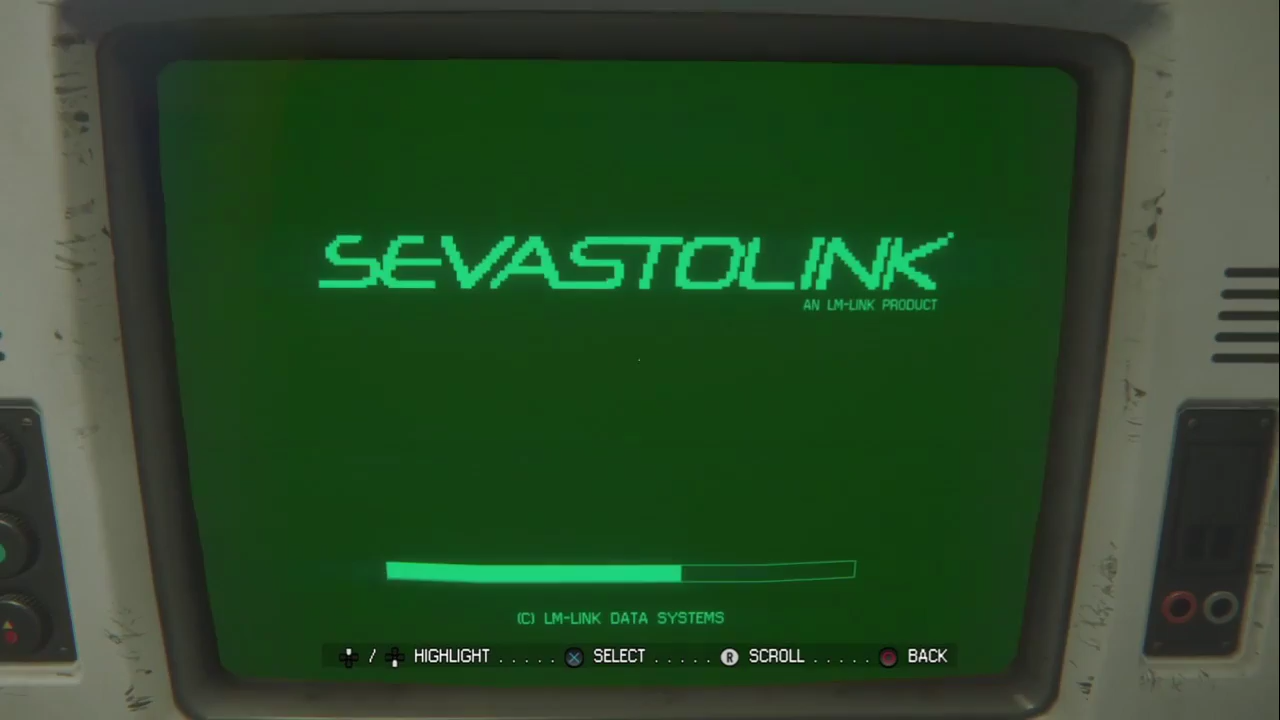 SEVASTOLINK
AN LM-LINK PRODUCT
(C) LM-LINK DATA SYSTEMS
/ HIGHLIGHT . . . . . SELECT . . . . . R SCROLL . . . . . BACK